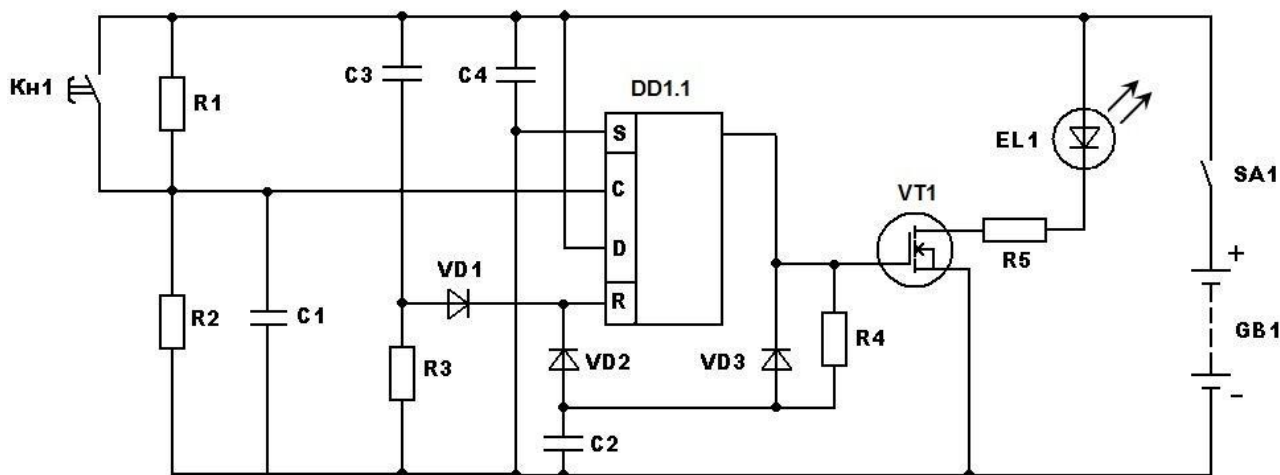 Кн1
R1
C3
C4
DD1.1
S
C
D
R
EL1
SA1
VT1
R5
+
GB1
-
R2
C1
VD1
R3
VD2
VD3
R4
C2